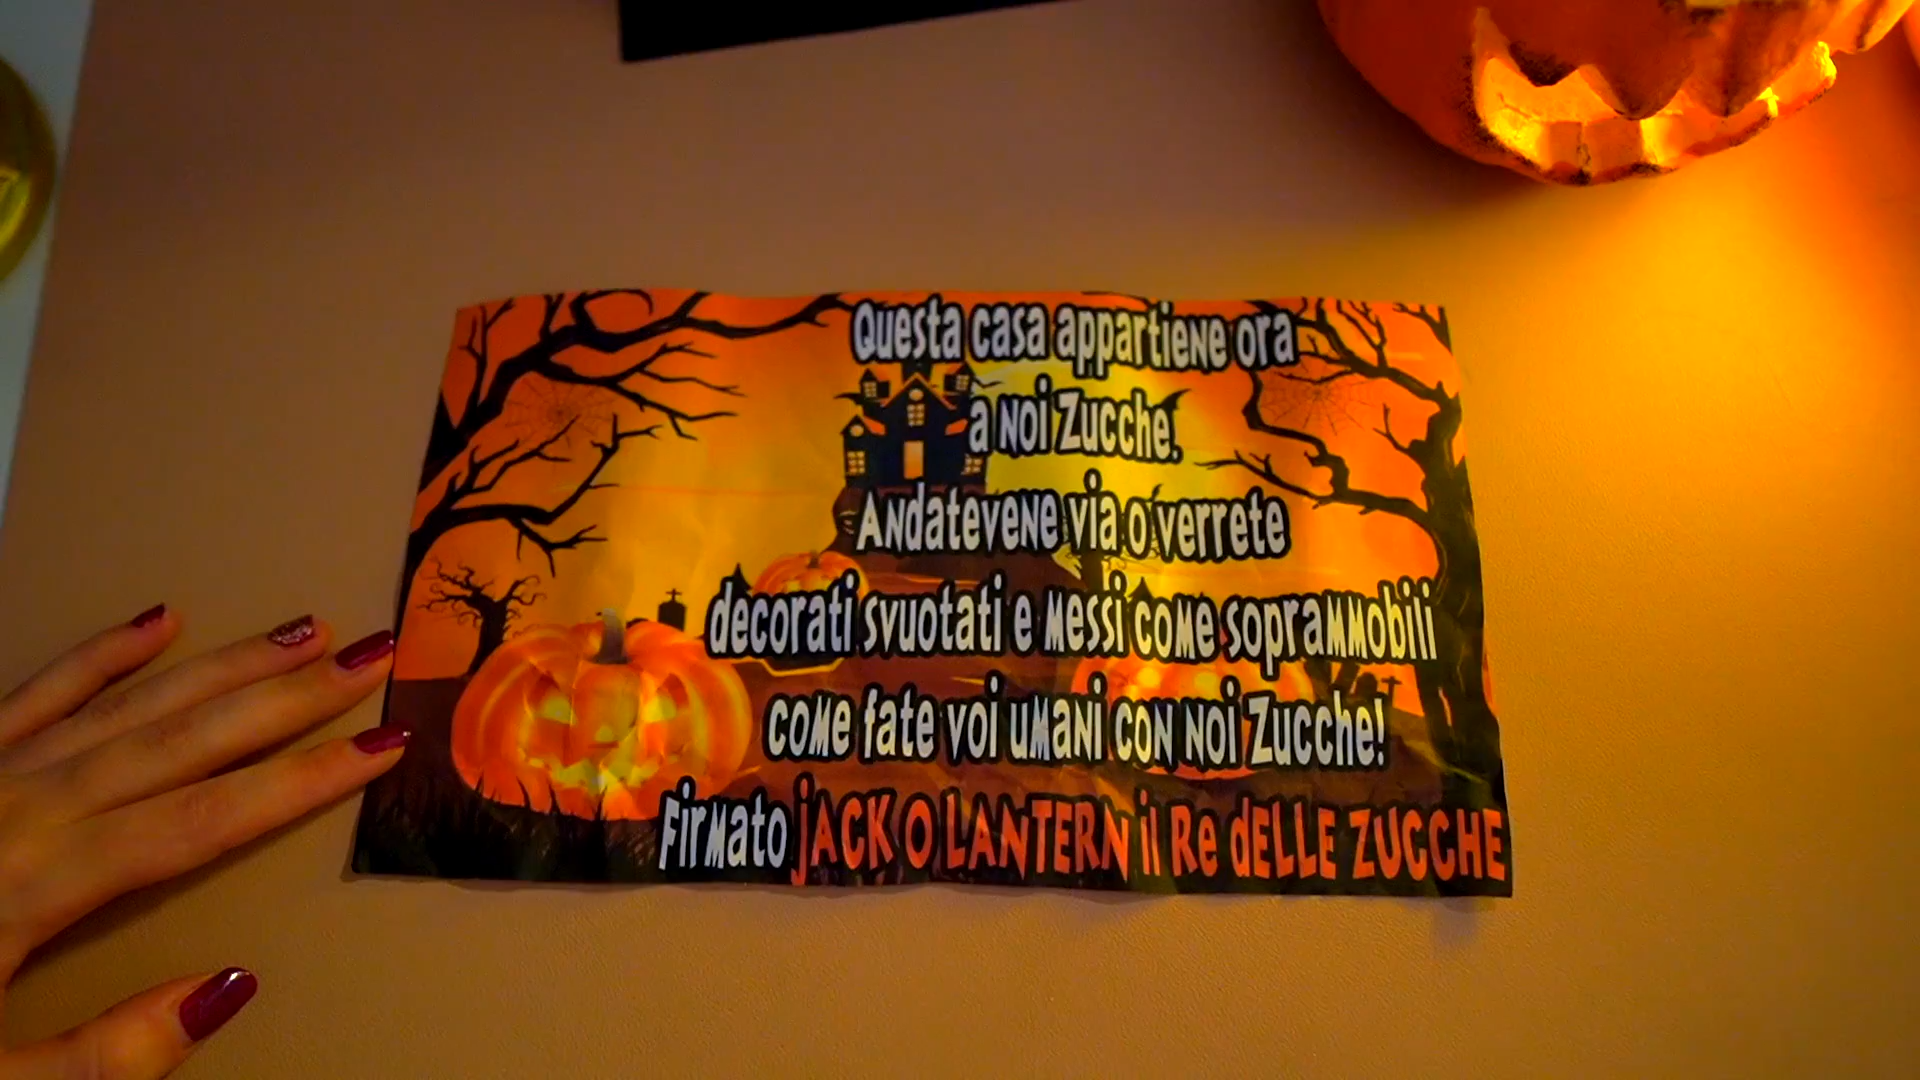 Questa casa appartiene ora
a noi Zucche.
Andatevene via o verrete
decorati svuotati e messi come soprammobili
come fate voi umani con noi Zucche!
Firmato JACK O LANTERN il Re dELLE ZUCCHE